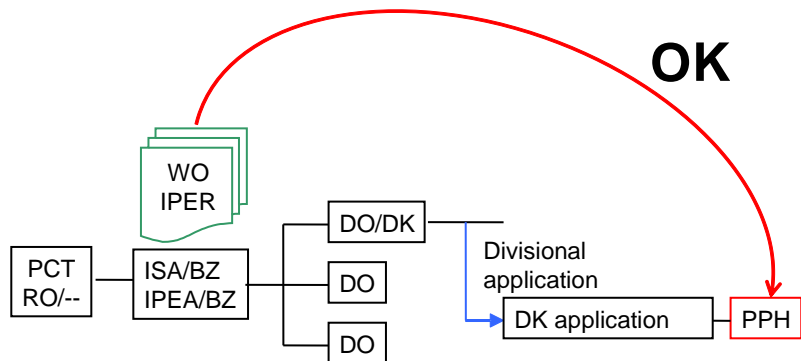 OK
WO
IPER
PCT
RO/--
ISA/BZ
IPEA/BZ
DO/DK
DO
DO
Divisional
application
DK application
PPH